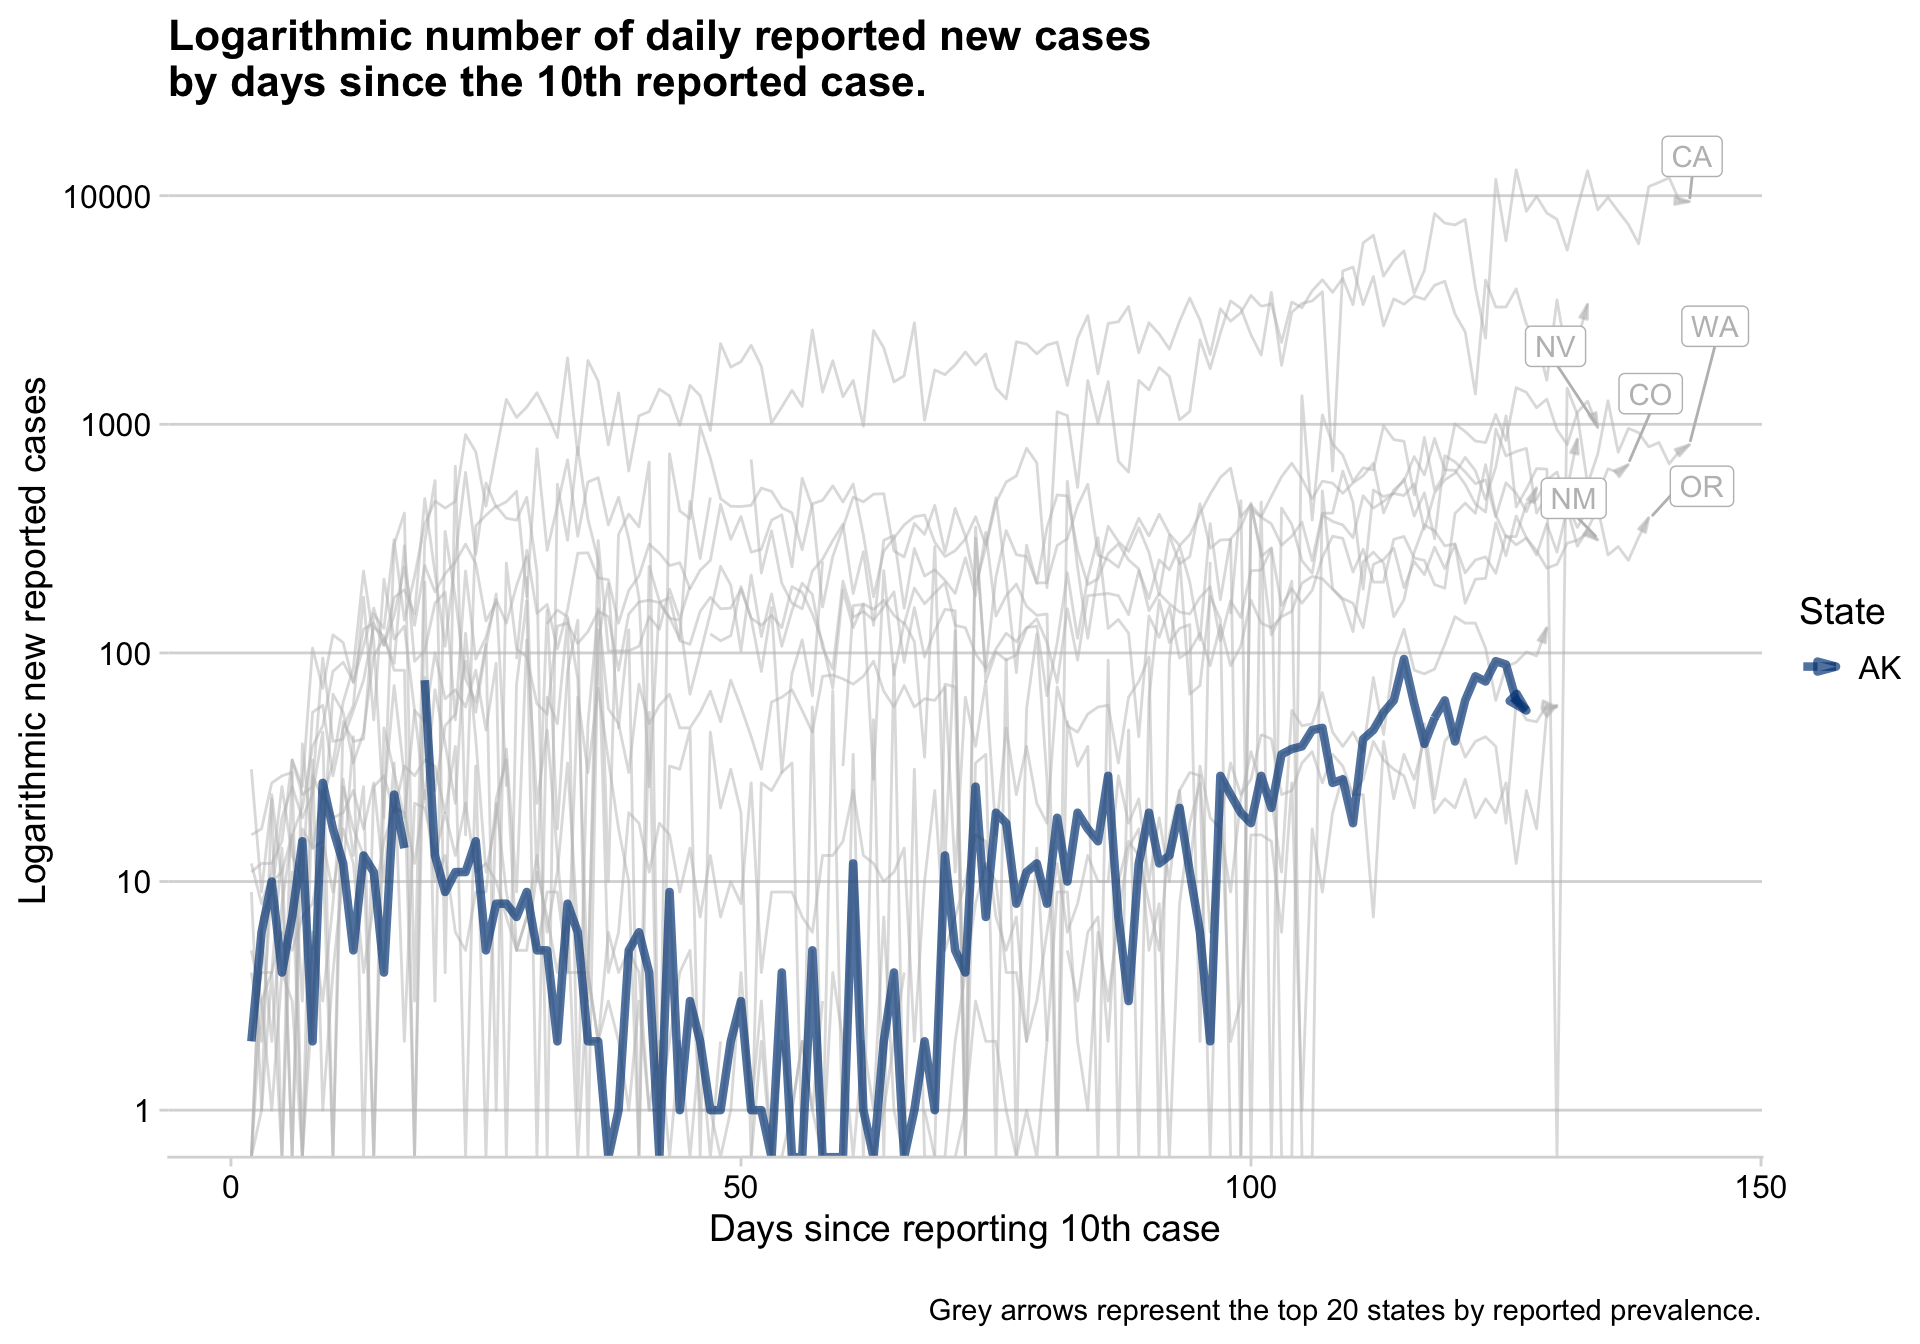 Logarithmic number of daily reported new cases
by days since the 10th reported case.
Logarithmic new reported cases
10000
1000
100
10
1
CA
WA
NV
CO
NM
OR
State
AK
0
50
100
150
Days since reporting 10th case
Grey arrows represent the top 20 states by reported prevalence.